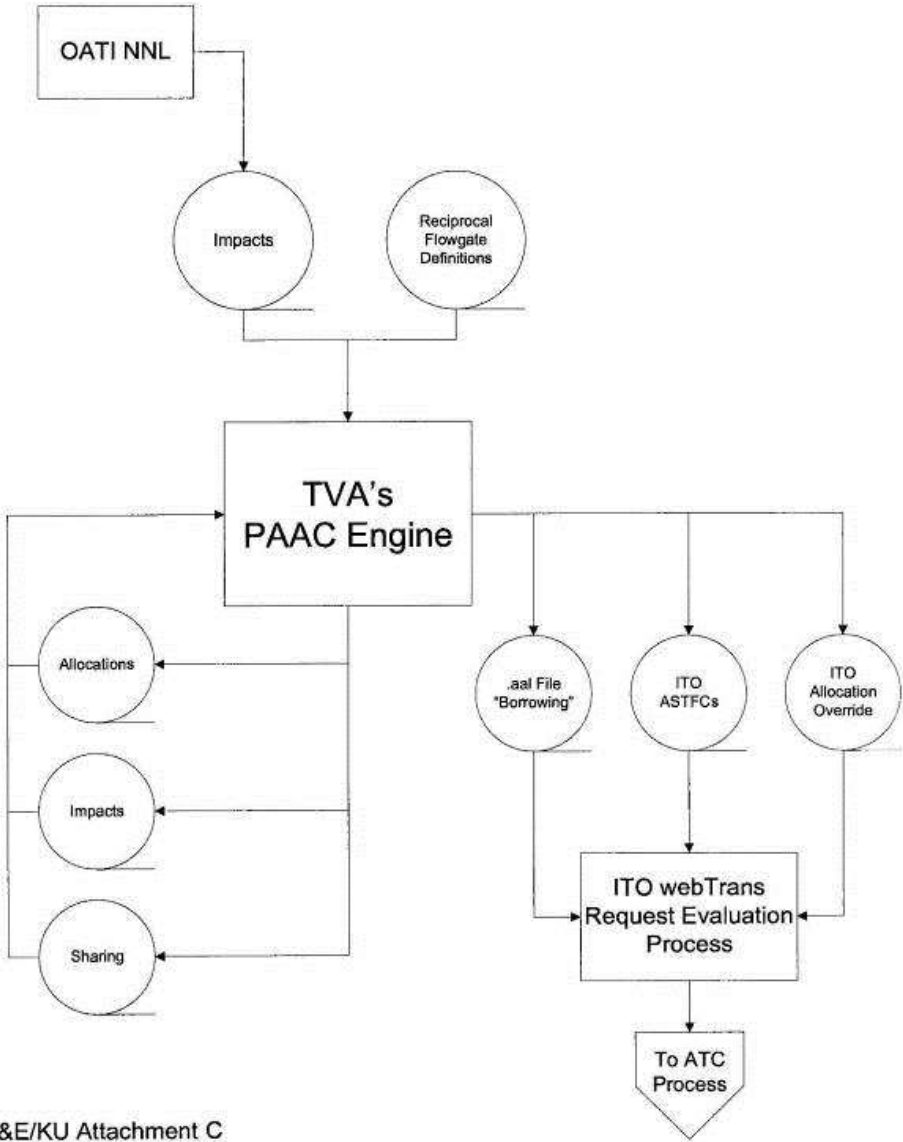 OATI NNL
Impacts
Reciprocal
Flowgate
Definitions
TVA's
PAAC Engine
Allocations
Impacts
Sharing
.aal File
"Borrowing"
ITO
ASTFCs
ITO
Allocation
Override
ITO webTrans
Request Evaluation
Process
To ATC
Process
&E/KU Attachment C